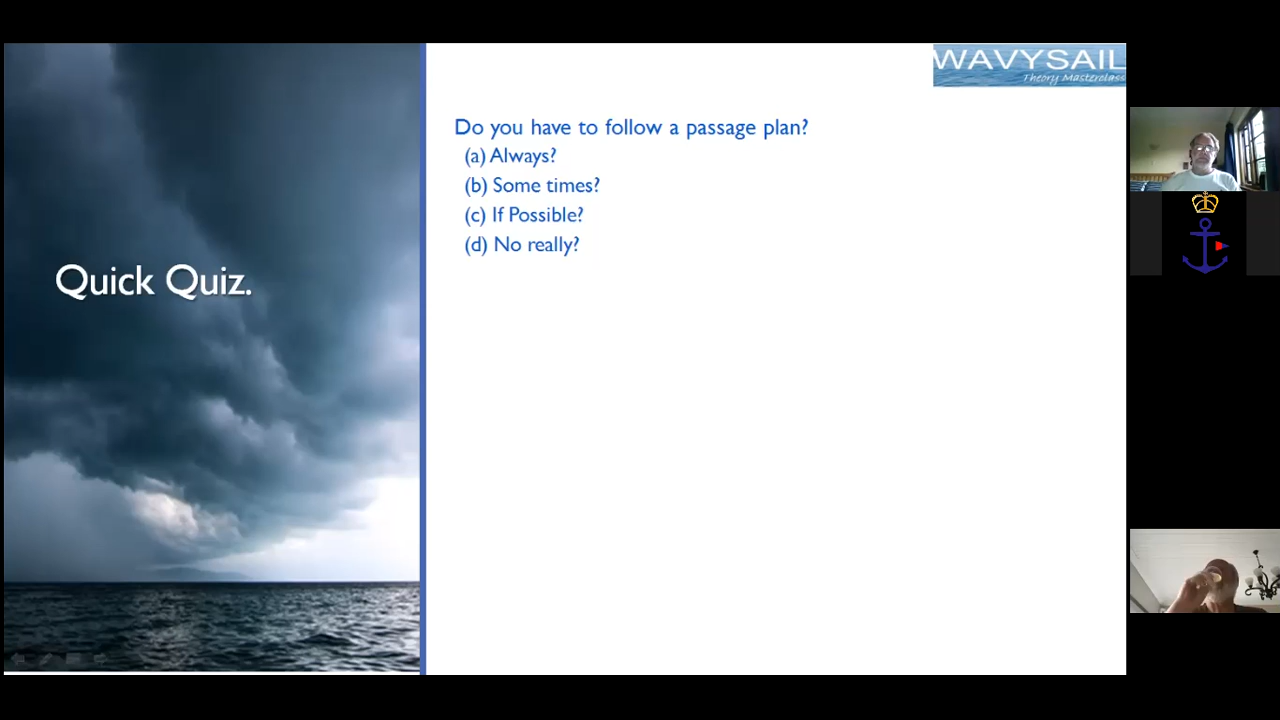 WAVYSAIL
Theory Masterclass
Quick Quiz.
Do you have to follow a passage plan?
(a) Always?
(b) Some times?
(c) If Possible?
(d) No really?